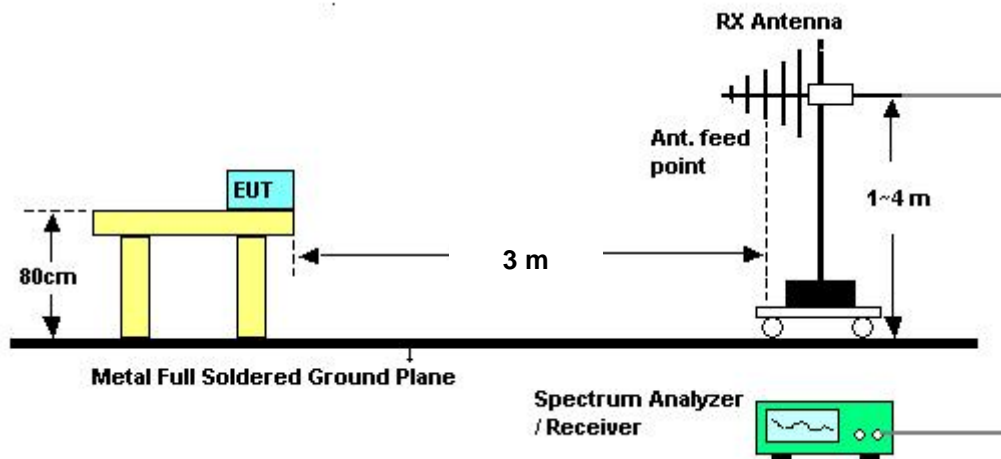 RX Antenna
Ant. feed
point
EUT
1~4 m
3 m
80cm
Metal Full Soldered Ground Plane
Spectrum Analyzer
/ Receiver